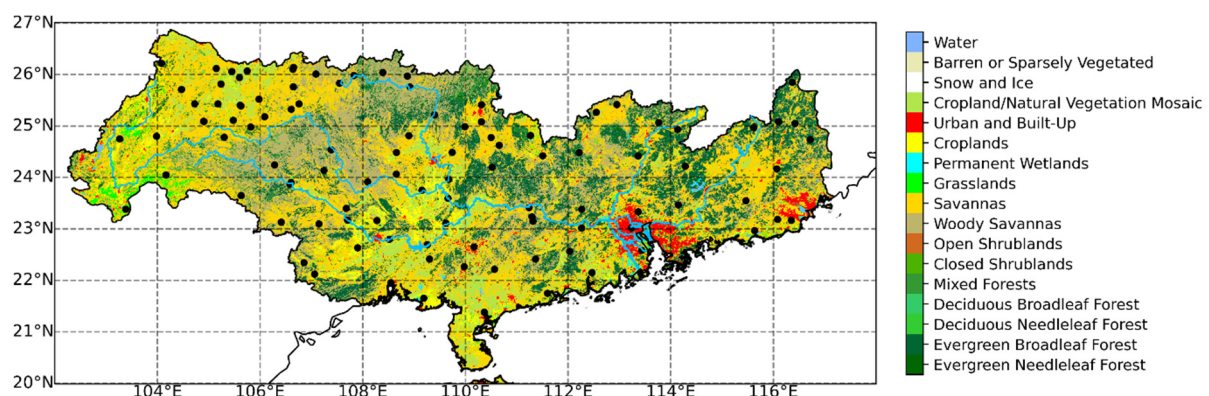 27°N
26°N
25°N
24°N
23°N
22°N
21°N
20°N
104°E 106°E 108°E 110°E 112°E 114°E 116°E
Water
Barren or Sparsely Vegetated
Snow and Ice
Cropland/Natural Vegetation Mosaic
Urban and Built-Up
Croplands
Permanent Wetlands
Grasslands
Savannas
Woody Savannas
Open Shrublands
Closed Shrublands
Mixed Forests
Deciduous Broadleaf Forest
Deciduous Needleleaf Forest
Evergreen Broadleaf Forest
Evergreen Needleleaf Forest